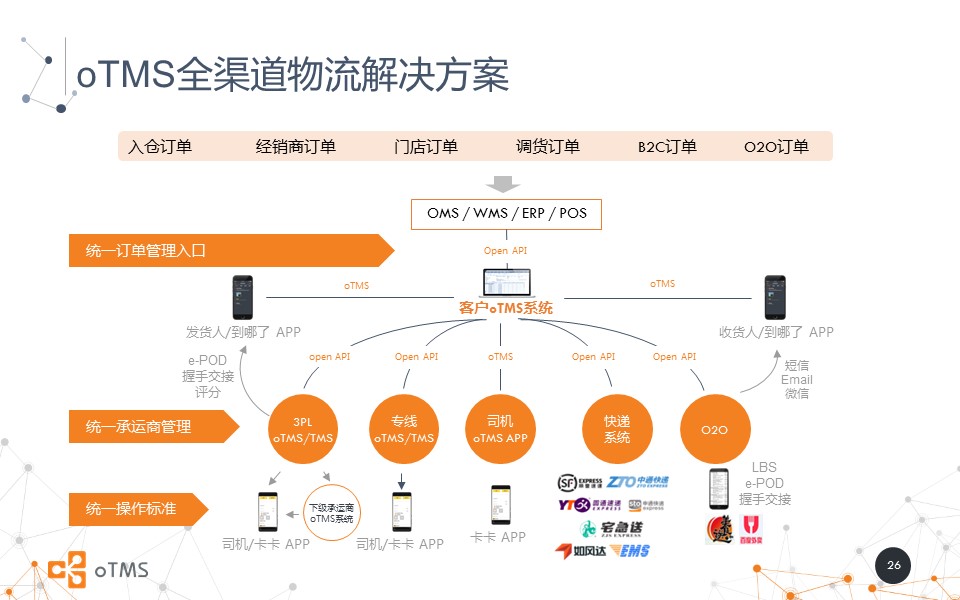 oTMS全渠道物流解决方案
入仓订单 经销商订单 门店订单 调货订单 B2C订单 O2O订单
OMS / WMS / ERP / POS
统一订单管理入口
Open API
oTMS
oTMS
客户oTMS系统
发货人/到哪了 APP
收货人/到哪了 APP
open API
Open API
oTMS
Open API
Open API
e-POD
握手交接
评分
短信
Email
微信
统一承运商管理
3PL
oTMS/TMS
专线
oTMS/TMS
司机
oTMS APP
快递
系统
O2O
LBS
e-POD
握手交接
统一操作标准
下级承运商
oTMS系统
司机/卡卡 APP
司机/卡卡 APP
卡卡 APP
SF EXPRESS
ZTO 中通快递
ZTO EXPRESS
YTO 圆通速递
EXPRESS
sto 申通快递
宅急送
ZJS EXPRESS
如风达
EMS
百度外卖
oTMS
26